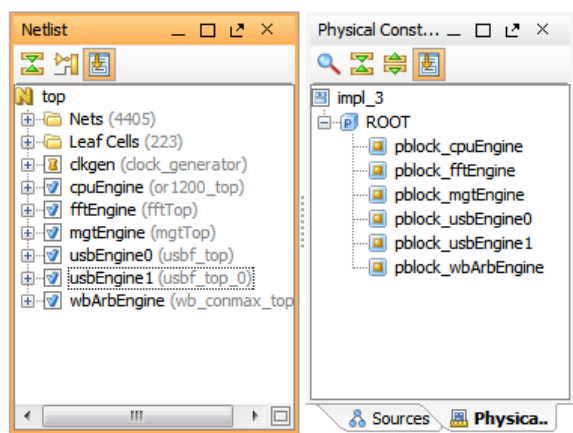 Netlist
top
Nets (4405)
Leaf Cells (223)
clkgen (clock_generator)
cpuEngine (or1200_top)
fftEngine (fftTop)
mgtEngine (mgtTop)
usbEngine0 (usbf_top)
usbEngine1 (usbf_top_0)
wbArbEngine (wb_conmax_top
Physical Const...
impl_3
ROOT
pblock_cpuEngine
pblock_fftEngine
pblock_mgtEngine
pblock_usbEngine0
pblock_usbEngine1
pblock_wbArbEngine
Sources
Physica..